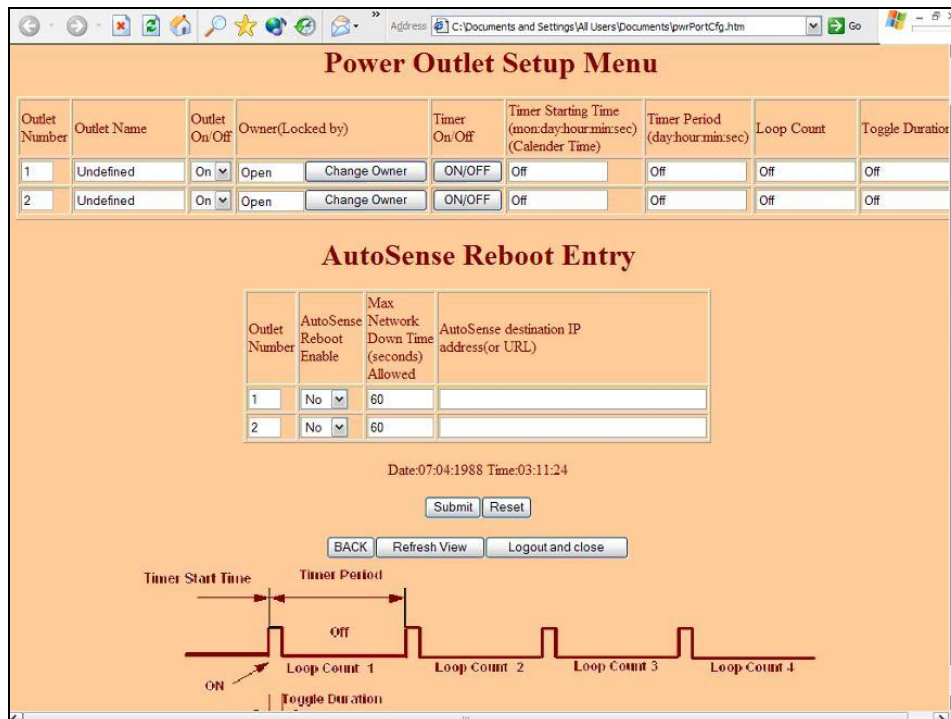 » Address C:\Documents and Settings\All Users\Documents\pwrPortCfg.htm Go
Power Outlet Setup Menu
Outlet Number Outlet Name Outlet On/Off Owner(Locked by) Timer On/Off Timer Starting Time (mon:day:hour:min:sec) (Calender Time) Timer Period (day:hour:min:sec) Loop Count Toggle Duration
1 Undefined On Open Change Owner ON/OFF Off Off Off Off
2 Undefined On Open Change Owner ON/OFF Off Off Off Off
AutoSense Reboot Entry
Outlet Number AutoSense Reboot Enable Max Network Down Time (seconds) Allowed AutoSense destination IP address(or URL)
1 No 60
2 No 60
Date:07:04:1988 Time:03:11:24
Submit Reset
BACK Refresh View Logout and close
Timer Start Time Timer Period
Off
Loop Count 1 Loop Count 2 Loop Count 3 Loop Count 4
ON
Toggle Duration